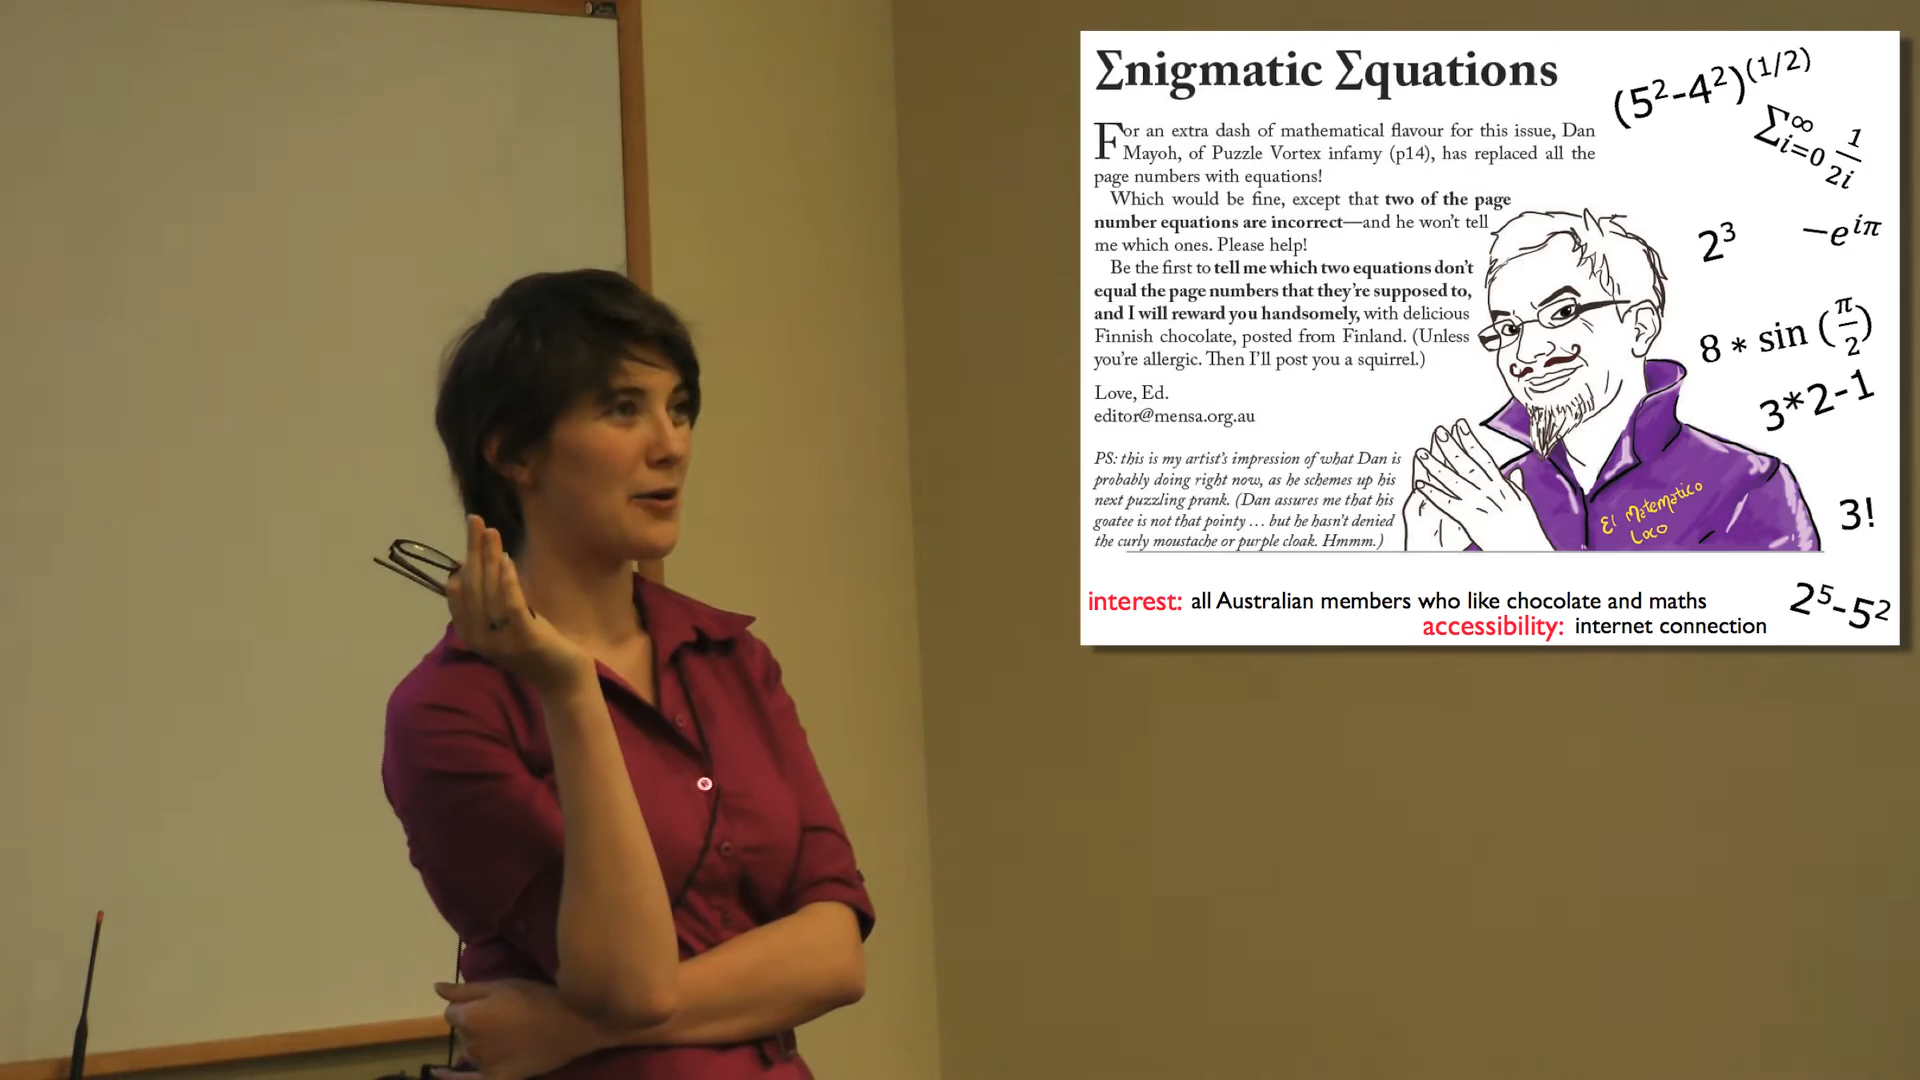 Σnigmatic Σquations
For an extra dash of mathematical flavour for this issue, Dan
Mayoh, of Puzzle Vortex infamy (p14), has replaced all the
page numbers with equations!
Which would be fine, except that two of the page
number equations are incorrect—and he won't tell
me which ones. Please help!
Be the first to tell me which two equations don't
equal the page numbers that they're supposed to,
and I will reward you handsomely, with delicious
Finnish chocolate, posted from Finland. (Unless
you're allergic. Then I'll post you a squirrel.)
Love, Ed.
editor@mensa.org.au
PS: this is my artist's impression of what Dan is
probably doing right now, as he schemes up his
next puzzling prank. (Dan assures me that his
goatee is not that pointy … but he hasn't denied
the curly moustache or purple cloak. Hmmm.)
(5²-4²)^(1/2)
∑_{i=0}^∞ 1/2i
2³
−e^{iπ}
8 * sin (π/2)
3*2-1
El Matematico
Loco
3!
2⁵-5²
interest: all Australian members who like chocolate and maths
accessibility: internet connection